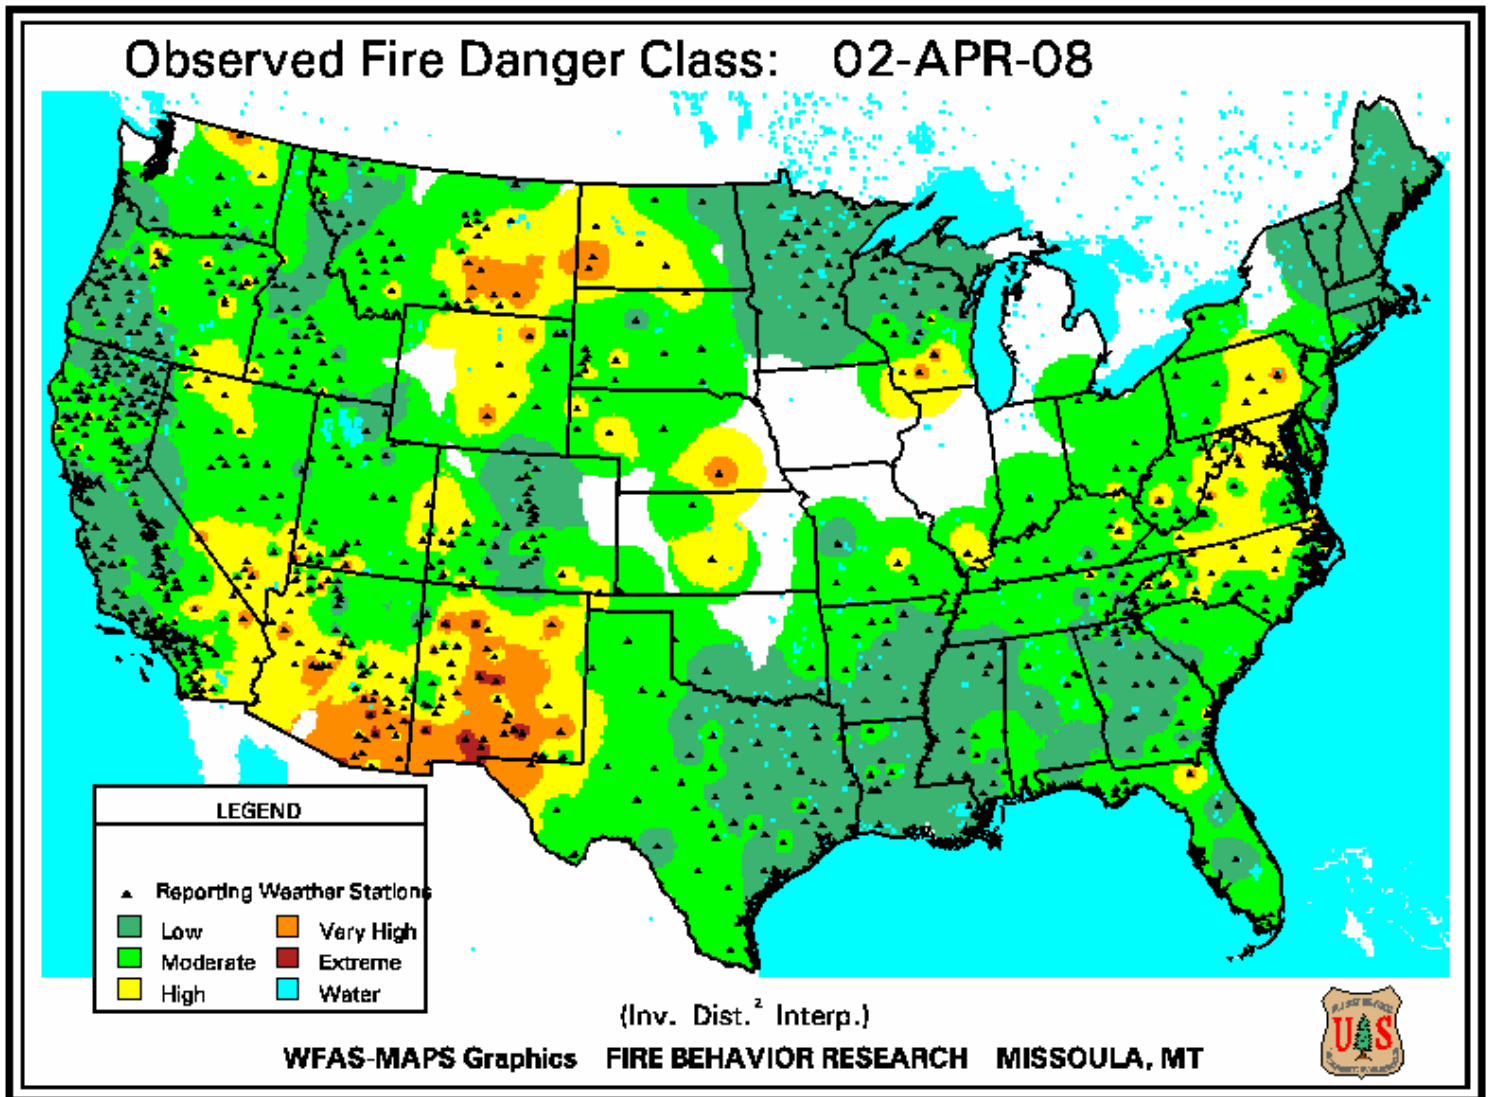 Observed Fire Danger Class: 02-APR-08
LEGEND
Reporting Weather Stations
Low
Very High
Moderate
Extreme
High
Water
(Inv. Dist.² Interp.)
WFAS-MAPS Graphics FIRE BEHAVIOR RESEARCH MISSOULA, MT
U S